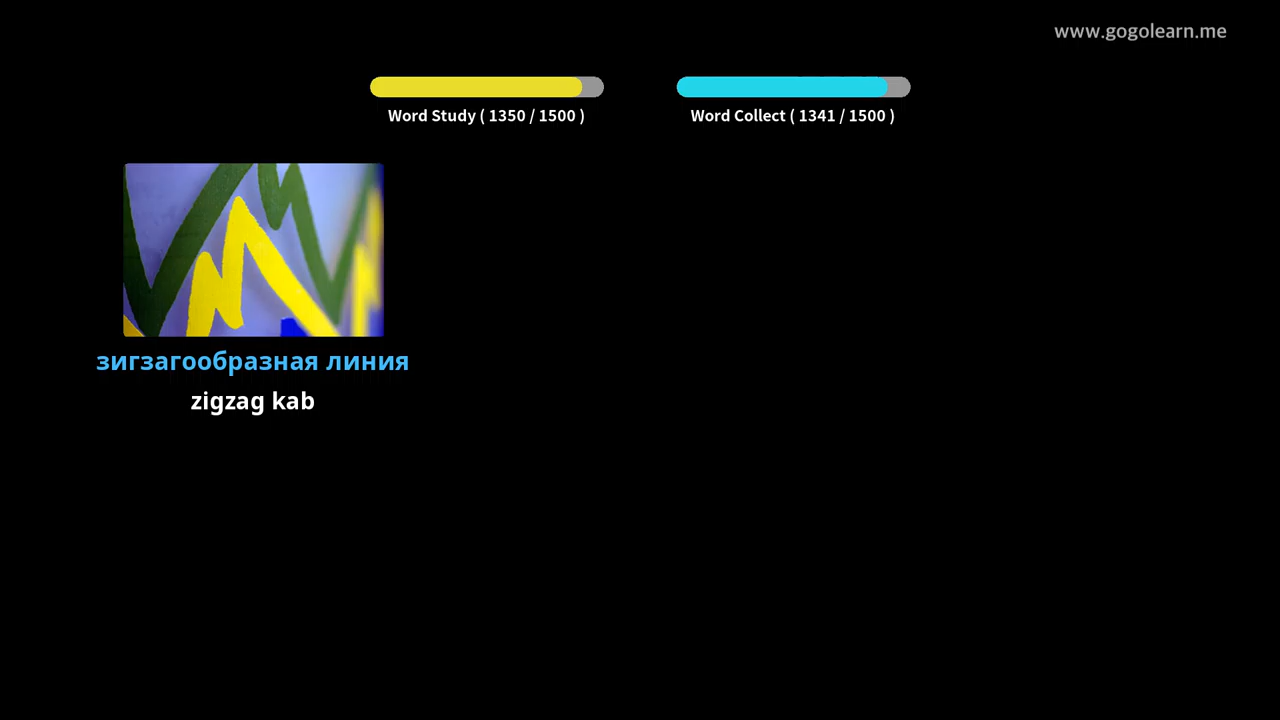 www.gogolearn.me
Word Study ( 1350 / 1500 )
Word Collect ( 1341 / 1500 )
зигзагообразная линия
zigzag kab